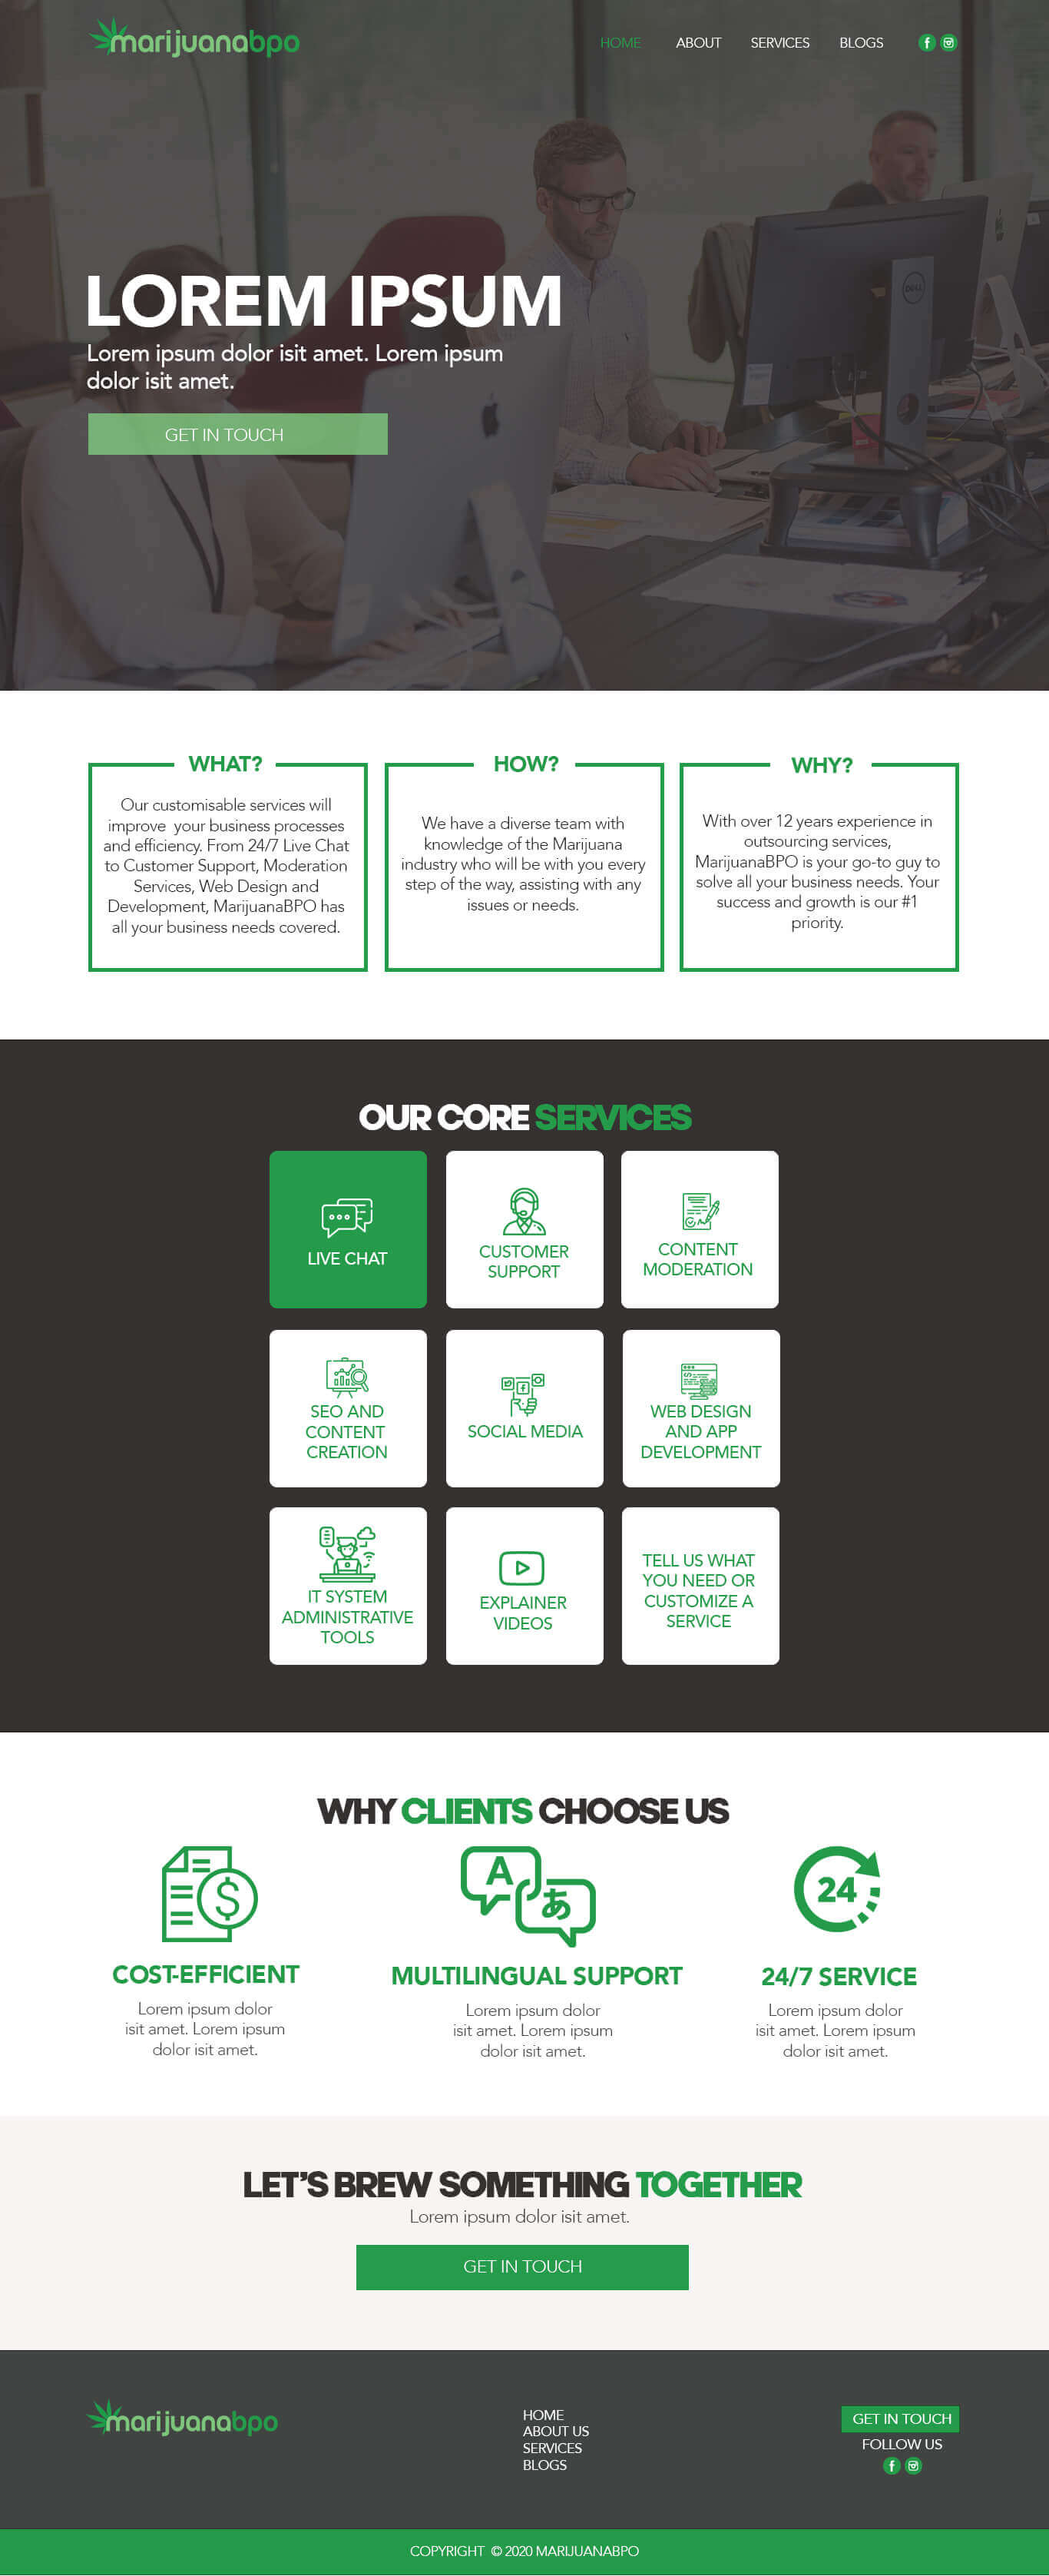 marijuanabpo
HOME ABOUT SERVICES BLOGS
LOREM IPSUM
Lorem ipsum dolor isit amet. Lorem ipsum
dolor isit amet.
GET IN TOUCH
WHAT?
Our customisable services will
improve your business processes
and efficiency. From 24/7 Live Chat
to Customer Support, Moderation
Services, Web Design and
Development, MarijuanaBPO has
all your business needs covered.
HOW?
We have a diverse team with
knowledge of the Marijuana
industry who will be with you every
step of the way, assisting with any
issues or needs.
WHY?
With over 12 years experience in
outsourcing services,
MarijuanaBPO is your go-to guy to
solve all your business needs. Your
success and growth is our #1
priority.
OUR CORE SERVICES
LIVE CHAT
CUSTOMER
SUPPORT
CONTENT
MODERATION
SEO AND
CONTENT
CREATION
SOCIAL MEDIA
WEB DESIGN
AND APP
DEVELOPMENT
IT SYSTEM
ADMINISTRATIVE
TOOLS
EXPLAINER
VIDEOS
TELL US WHAT
YOU NEED OR
CUSTOMIZE A
SERVICE
WHY CLIENTS CHOOSE US
COST-EFFICIENT
Lorem ipsum dolor
isit amet. Lorem ipsum
dolor isit amet.
A
あ
MULTILINGUAL SUPPORT
Lorem ipsum dolor
isit amet. Lorem ipsum
dolor isit amet.
24
24/7 SERVICE
Lorem ipsum dolor
isit amet. Lorem ipsum
dolor isit amet.
LET'S BREW SOMETHING TOGETHER
Lorem ipsum dolor isit amet.
GET IN TOUCH
marijuanabpo
HOME
ABOUT US
SERVICES
BLOGS
GET IN TOUCH
FOLLOW US
COPYRIGHT © 2020 MARIJUANABPO